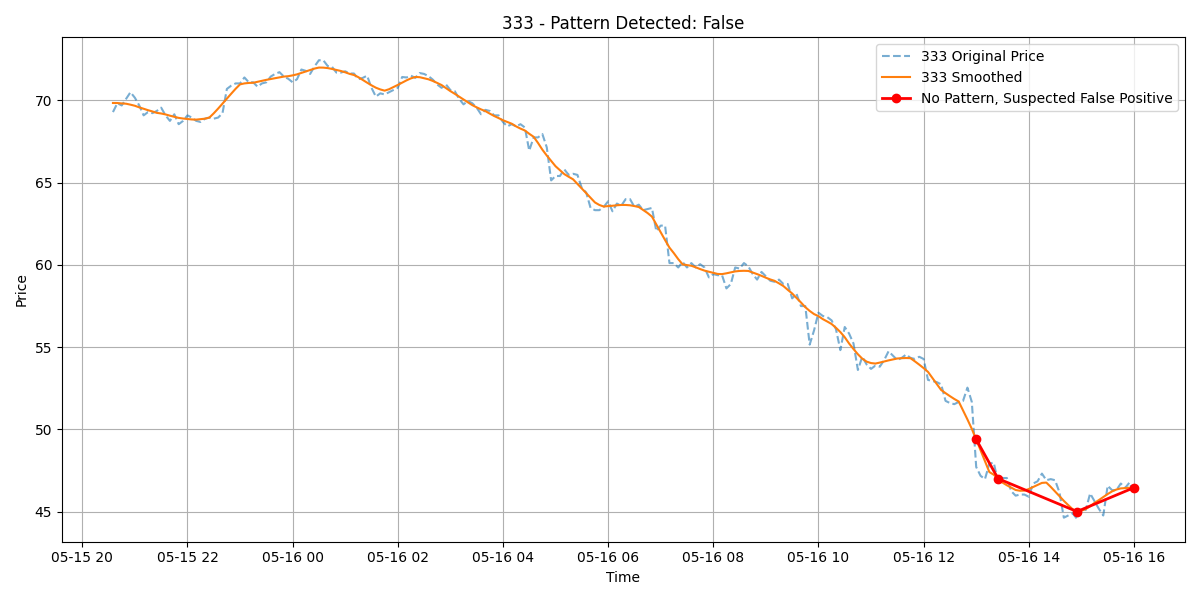 333 - Pattern Detected: False
333 Original Price
333 Smoothed
No Pattern, Suspected False Positive
Price
70
65
60
55
50
45
05-15 20 05-15 22 05-16 00 05-16 02 05-16 04 05-16 06 05-16 08 05-16 10 05-16 12 05-16 14 05-16 16
Time